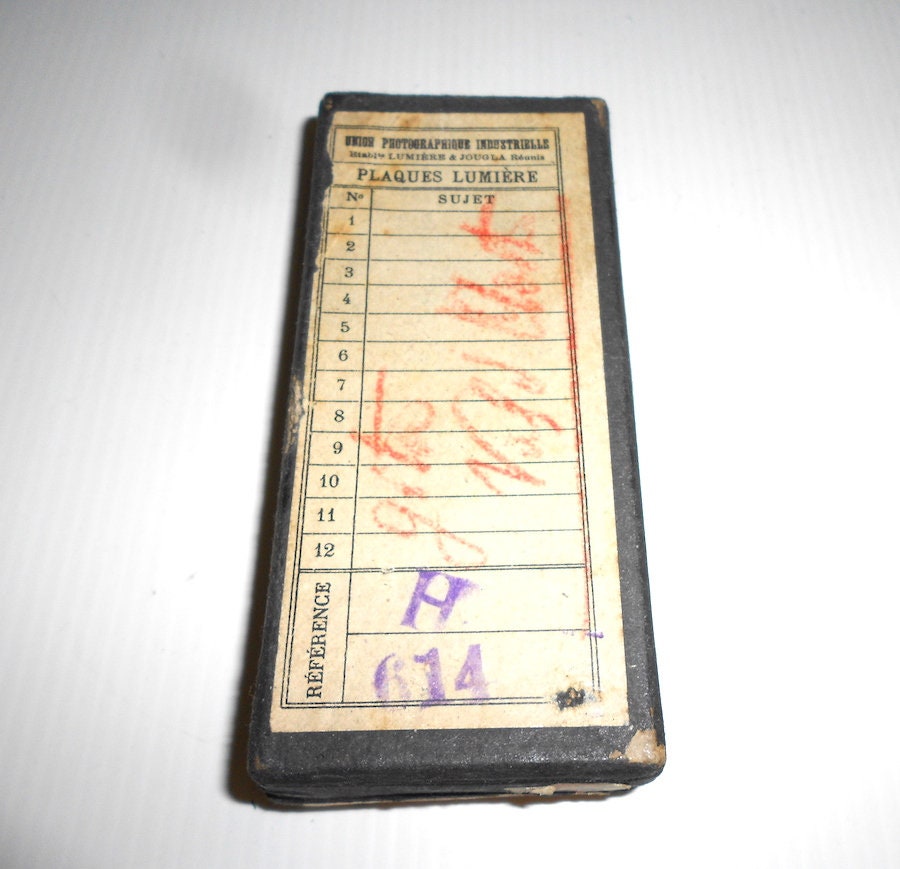 UNION PHOTOGRAPHIQUE INDUSTRIELLE
Etabts LUMIÈRE & JOUGLA Réunis
PLAQUES LUMIÈRE
No SUJET
1
2
3
4
5
6
7
8
9
10
11
12
RÉFÉRENCE
H
614